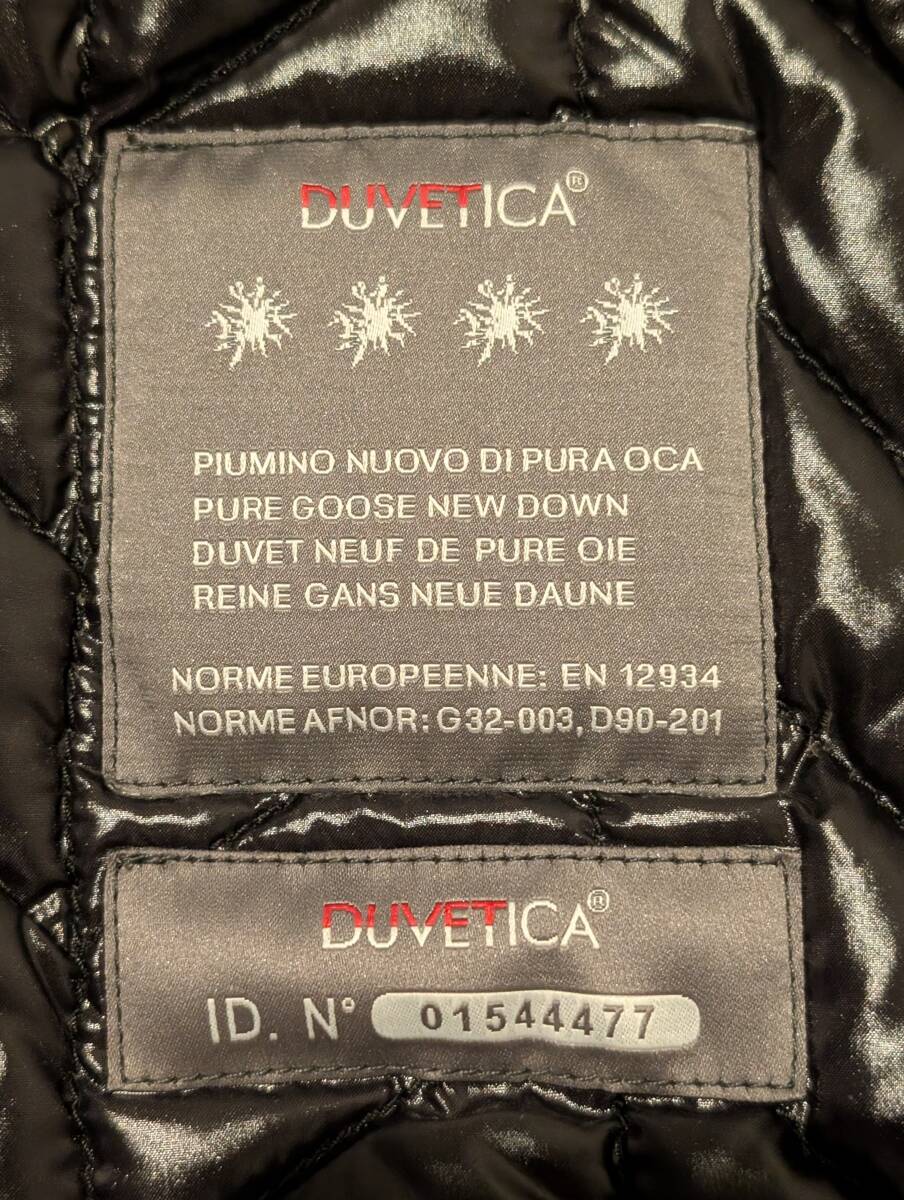 DUVETICA®
PIUMINO NUOVO DI PURA OCA
PURE GOOSE NEW DOWN
DUVET NEUF DE PURE OIE
REINE GANS NEUE DAUNE
NORME EUROPEENNE: EN 12934
NORME AFNOR: G32-003, D90-201
DUVETICA®
ID. N° 01544477